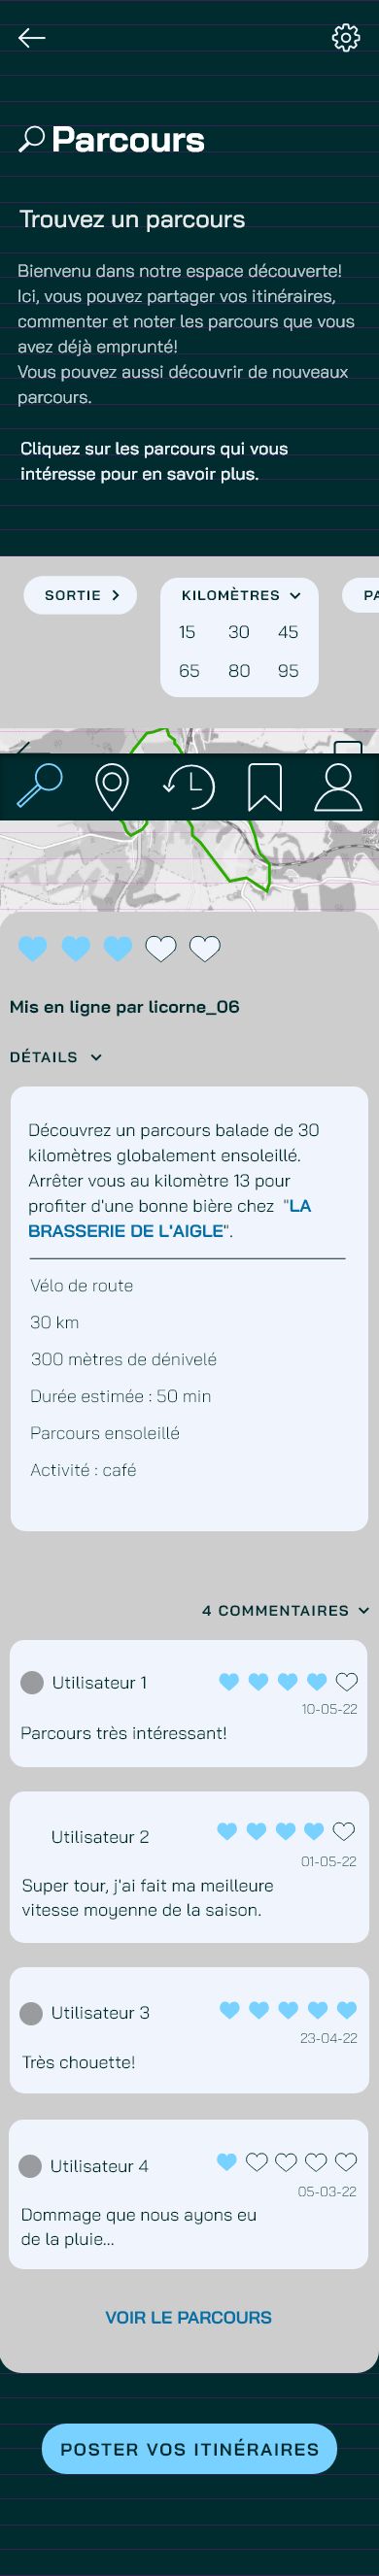 Parcours
Trouvez un parcours
Bienvenu dans notre espace découverte!
Ici, vous pouvez partager vos itinéraires,
commenter et noter les parcours que vous
avez déjà emprunté!
Vous pouvez aussi découvrir de nouveaux
parcours.
Cliquez sur les parcours qui vous
intéresse pour en savoir plus.
SORTIE
KILOMÈTRES
PA
15 30 45
65 80 95
Mis en ligne par licorne_06
DÉTAILS
Découvrez un parcours balade de 30
kilomètres globalement ensoleillé.
Arrêter vous au kilomètre 13 pour
profiter d'une bonne bière chez "LA
BRASSERIE DE L'AIGLE".
Vélo de route
30 km
300 mètres de dénivelé
Durée estimée : 50 min
Parcours ensoleillé
Activité : café
4 COMMENTAIRES
Utilisateur 1
10-05-22
Parcours très intéressant!
Utilisateur 2
01-05-22
Super tour, j'ai fait ma meilleure
vitesse moyenne de la saison.
Utilisateur 3
23-04-22
Très chouette!
Utilisateur 4
05-03-22
Dommage que nous ayons eu
de la pluie...
VOIR LE PARCOURS
POSTER VOS ITINÉRAIRES